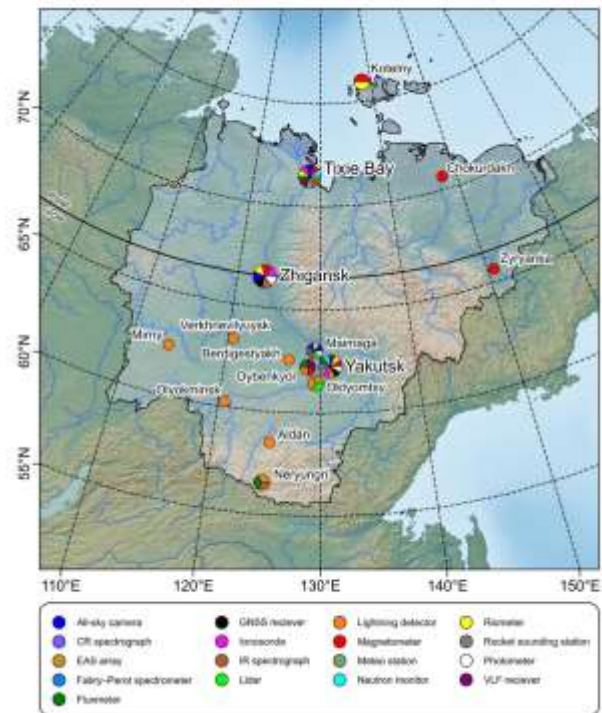 Kotelny
70°N
Tixie Bay
Chokurdakh
65°N
Zyryanka
Zhigansk
Verkhnevilyuysk
Mirny
Maimaga
60°N
Berdigestyakh
Yakutsk
Oybenkyol
Oldyomtsy
Olyokminsk
Aldan
55°N
Neryungri
110°E
120°E
130°E
140°E
150°E
All-sky camera
GNSS reciever
Lightning detector
Riometer
CR spectrograph
Ionosonde
Magnetometer
Rocket sounding station
EAS array
IR spectrograph
Meteo station
Photometer
Fabry-Perot spectrometer
Lidar
Neutron monitor
VLF reciever
Fluxmeter